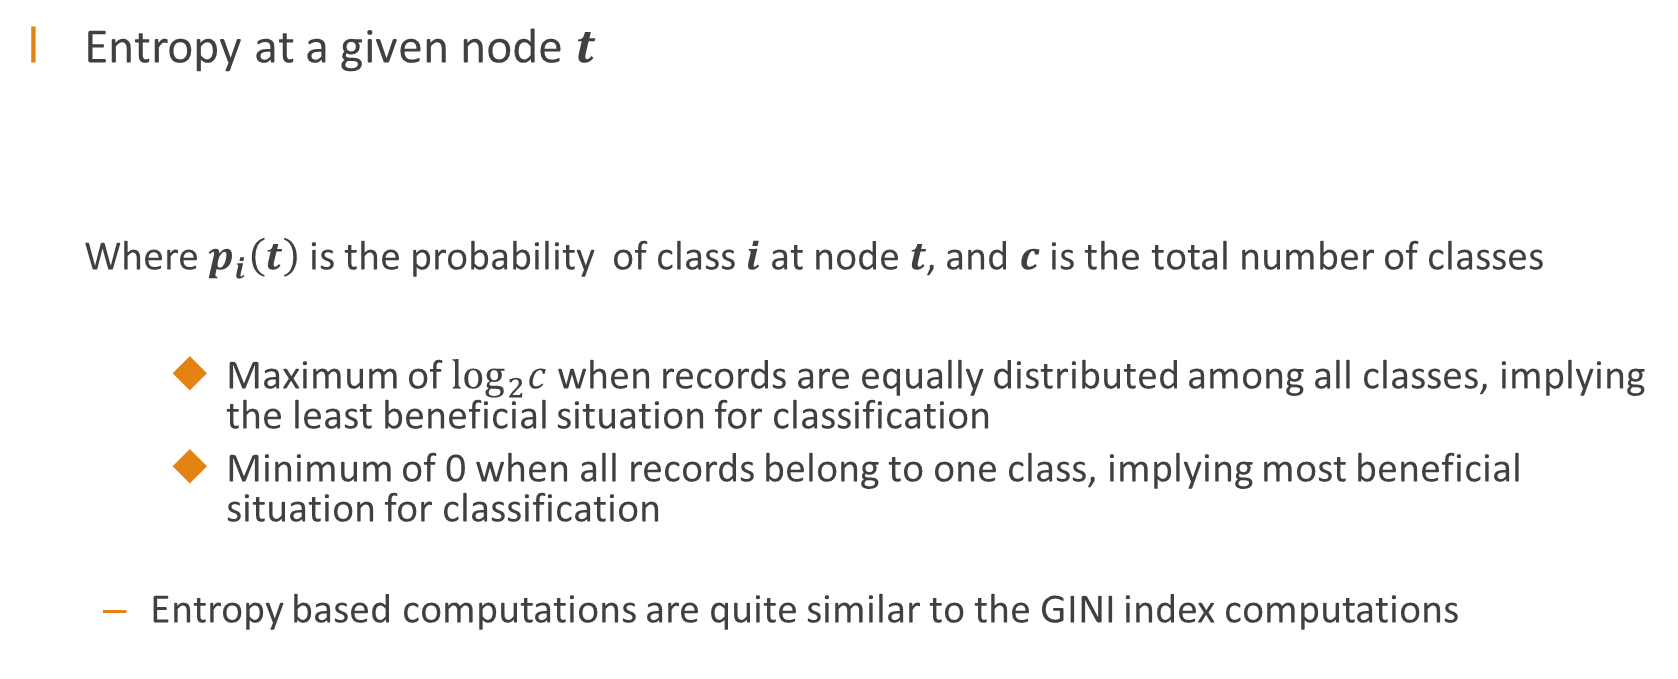 Entropy at a given node t
Where pᵢ(t) is the probability of class i at node t, and c is the total number of classes
Maximum of log₂c when records are equally distributed among all classes, implying
the least beneficial situation for classification
Minimum of 0 when all records belong to one class, implying most beneficial
situation for classification
– Entropy based computations are quite similar to the GINI index computations